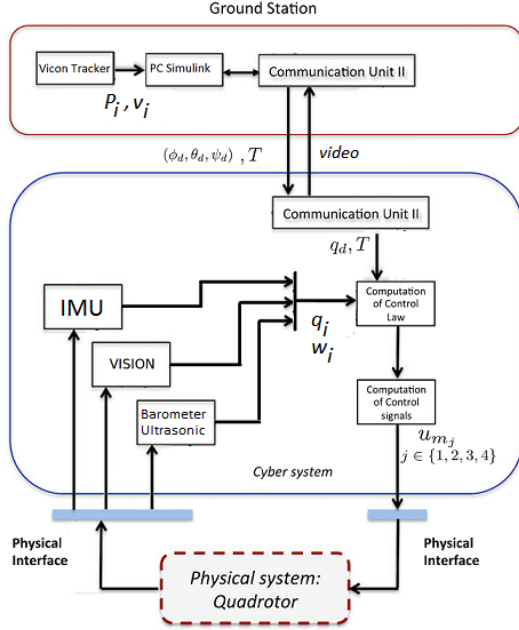 Ground Station
Vicon Tracker
PC Simulink
Communication Unit II
P_i , v_i
(ϕ_d, θ_d, ψ_d) , T
video
Communication Unit II
q_d, T
IMU
Computation
of Control
Law
q_i
w_i
VISION
Computation
of Control
signals
Barometer
Ultrasonic
u_{m_j}
j ∈ {1, 2, 3, 4}
Cyber system
Physical
Interface
Physical
Interface
Physical system:
Quadrotor